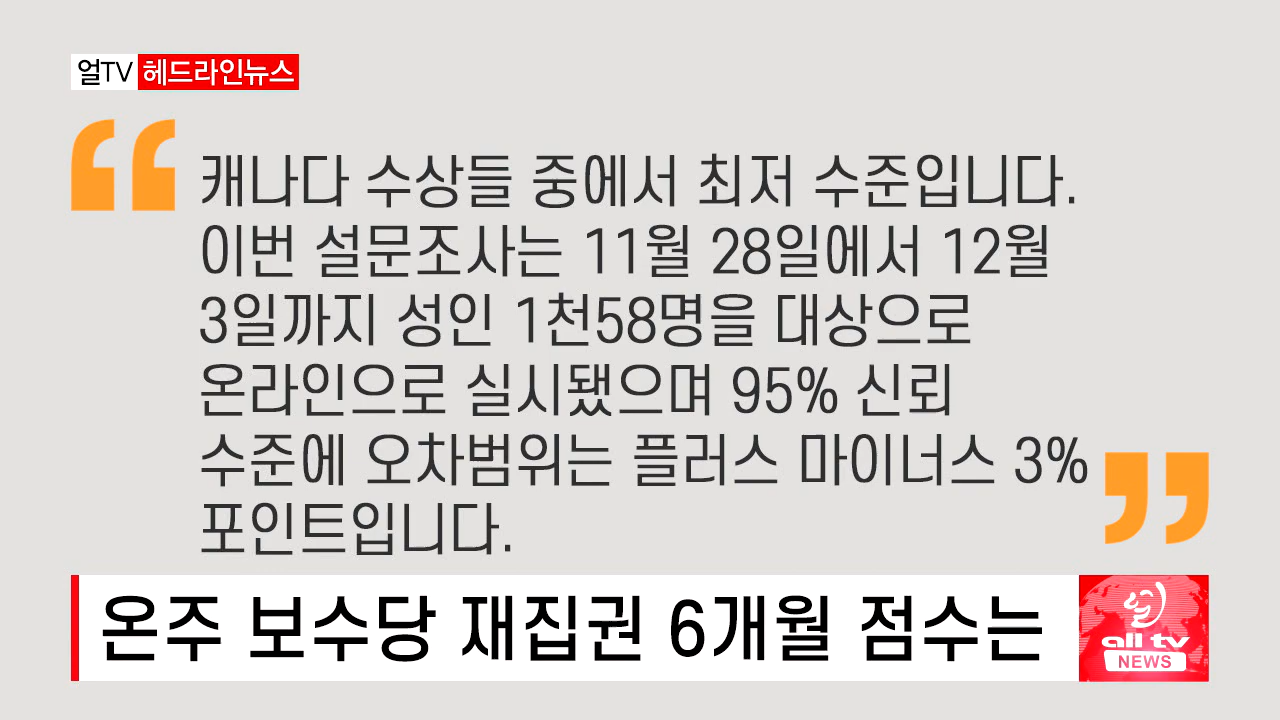 얼TV 헤드라인뉴스
캐나다 수상들 중에서 최저 수준입니다.
이번 설문조사는 11월 28일에서 12월
3일까지 성인 1천58명을 대상으로
온라인으로 실시됐으며 95% 신뢰
수준에 오차범위는 플러스 마이너스 3%
포인트입니다.
온주 보수당 재집권 6개월 점수는
all tv
NEWS